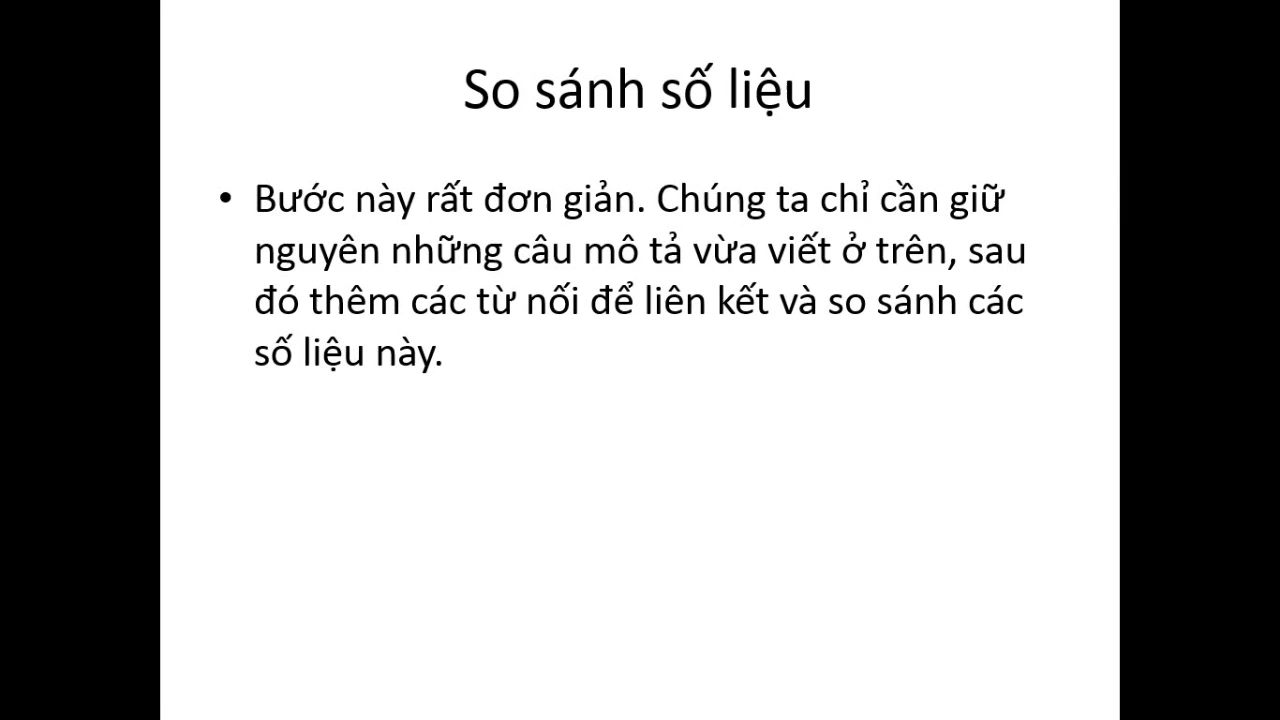 So sánh số liệu
• Bước này rất đơn giản. Chúng ta chỉ cần giữ
nguyên những câu mô tả vừa viết ở trên, sau
đó thêm các từ nối để liên kết và so sánh các
số liệu này.